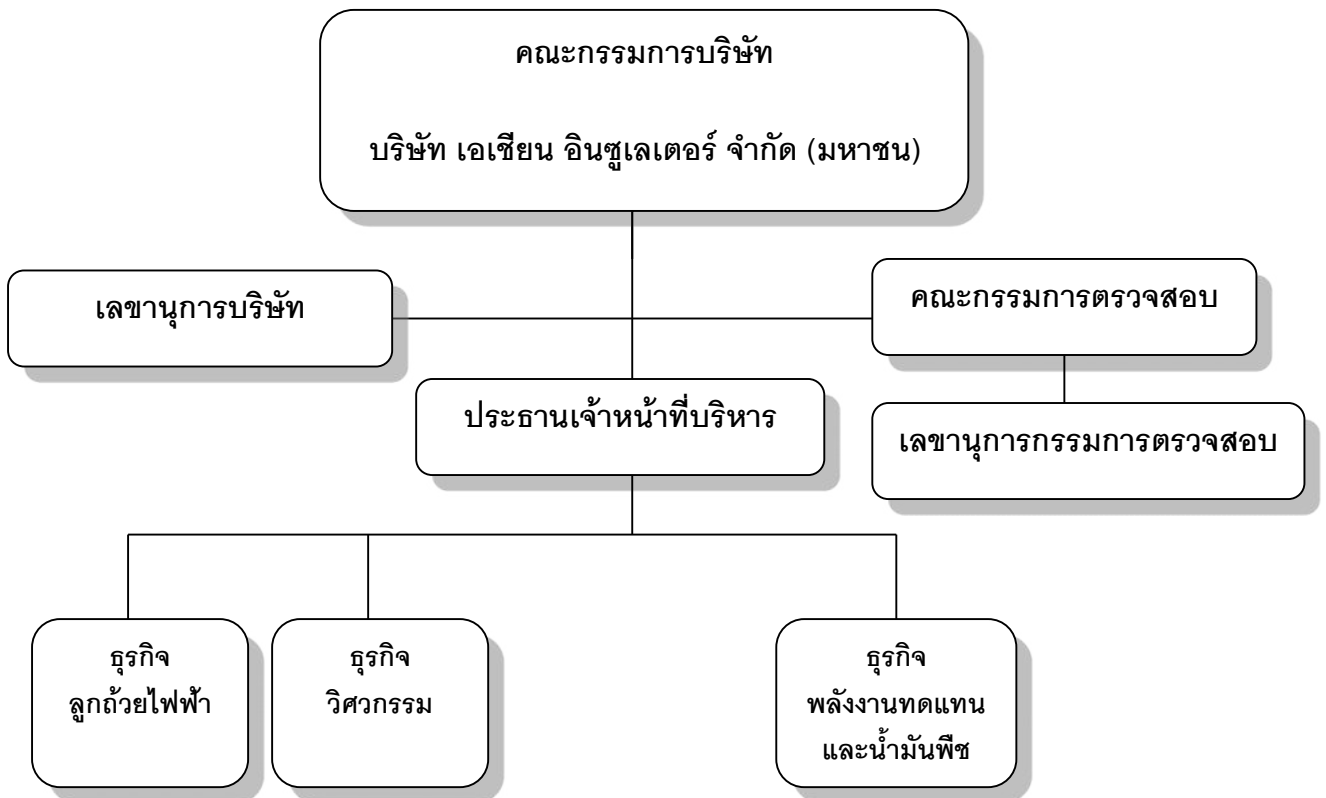 คณะกรรมการบริษัท
บริษัท เอเชียน อินซูเลเตอร์ จำกัด (มหาชน)
เลขานุการบริษัท
คณะกรรมการตรวจสอบ
ประธานเจ้าหน้าที่บริหาร
เลขานุการกรรมการตรวจสอบ
ธุรกิจ
ลูกถ้วยไฟฟ้า
ธุรกิจ
วิศวกรรม
ธุรกิจ
พลังงานทดแทน
และน้ำมันพืช